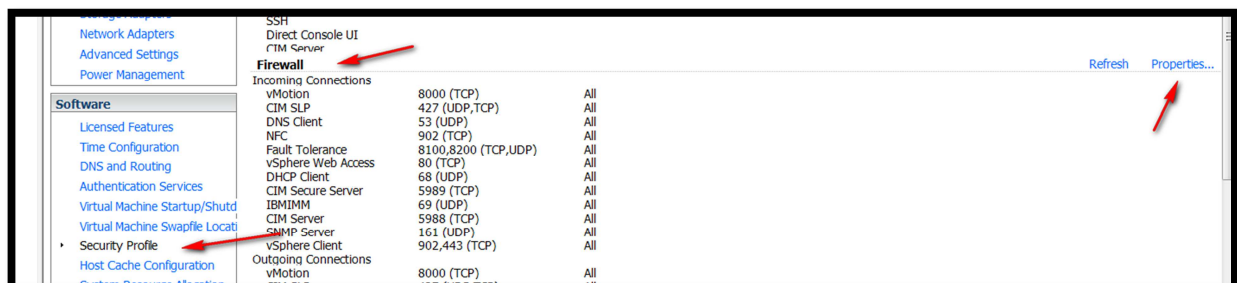 Network Adapters
Advanced Settings
Power Management
Software
Licensed Features
Time Configuration
DNS and Routing
Authentication Services
Virtual Machine Startup/Shutd
Virtual Machine Swapfile Locati
Security Profile
Host Cache Configuration
SSH
Direct Console UI
CIM Server
Firewall Refresh Properties...
Incoming Connections
vMotion 8000 (TCP) All
CIM SLP 427 (UDP,TCP) All
DNS Client 53 (UDP) All
NFC 902 (TCP) All
Fault Tolerance 8100,8200 (TCP,UDP) All
vSphere Web Access 80 (TCP) All
DHCP Client 68 (UDP) All
CIM Secure Server 5989 (TCP) All
IBMIMM 69 (UDP) All
CIM Server 5988 (TCP) All
SNMP Server 161 (UDP) All
vSphere Client 902,443 (TCP) All
Outgoing Connections
vMotion 8000 (TCP) All